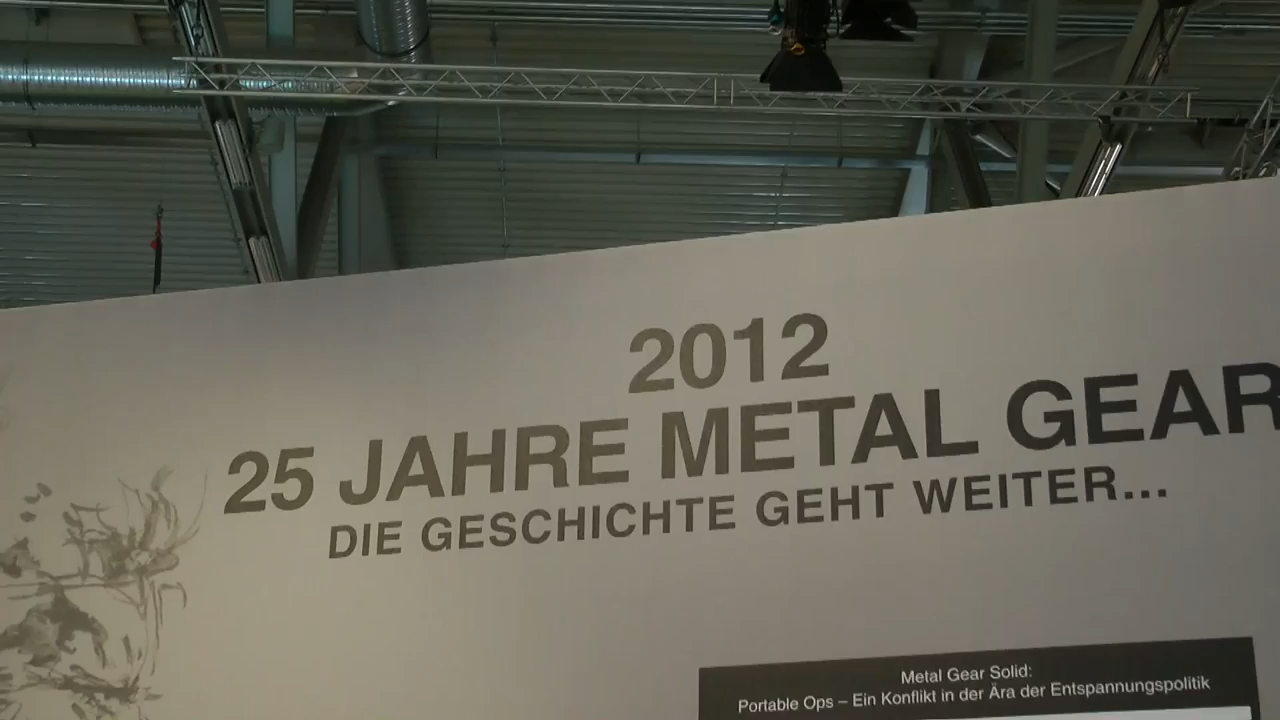 2012
25 JAHRE METAL GEAR
DIE GESCHICHTE GEHT WEITER...
Metal Gear Solid:
Portable Ops – Ein Konflikt in der Ära der Entspannungspolitik